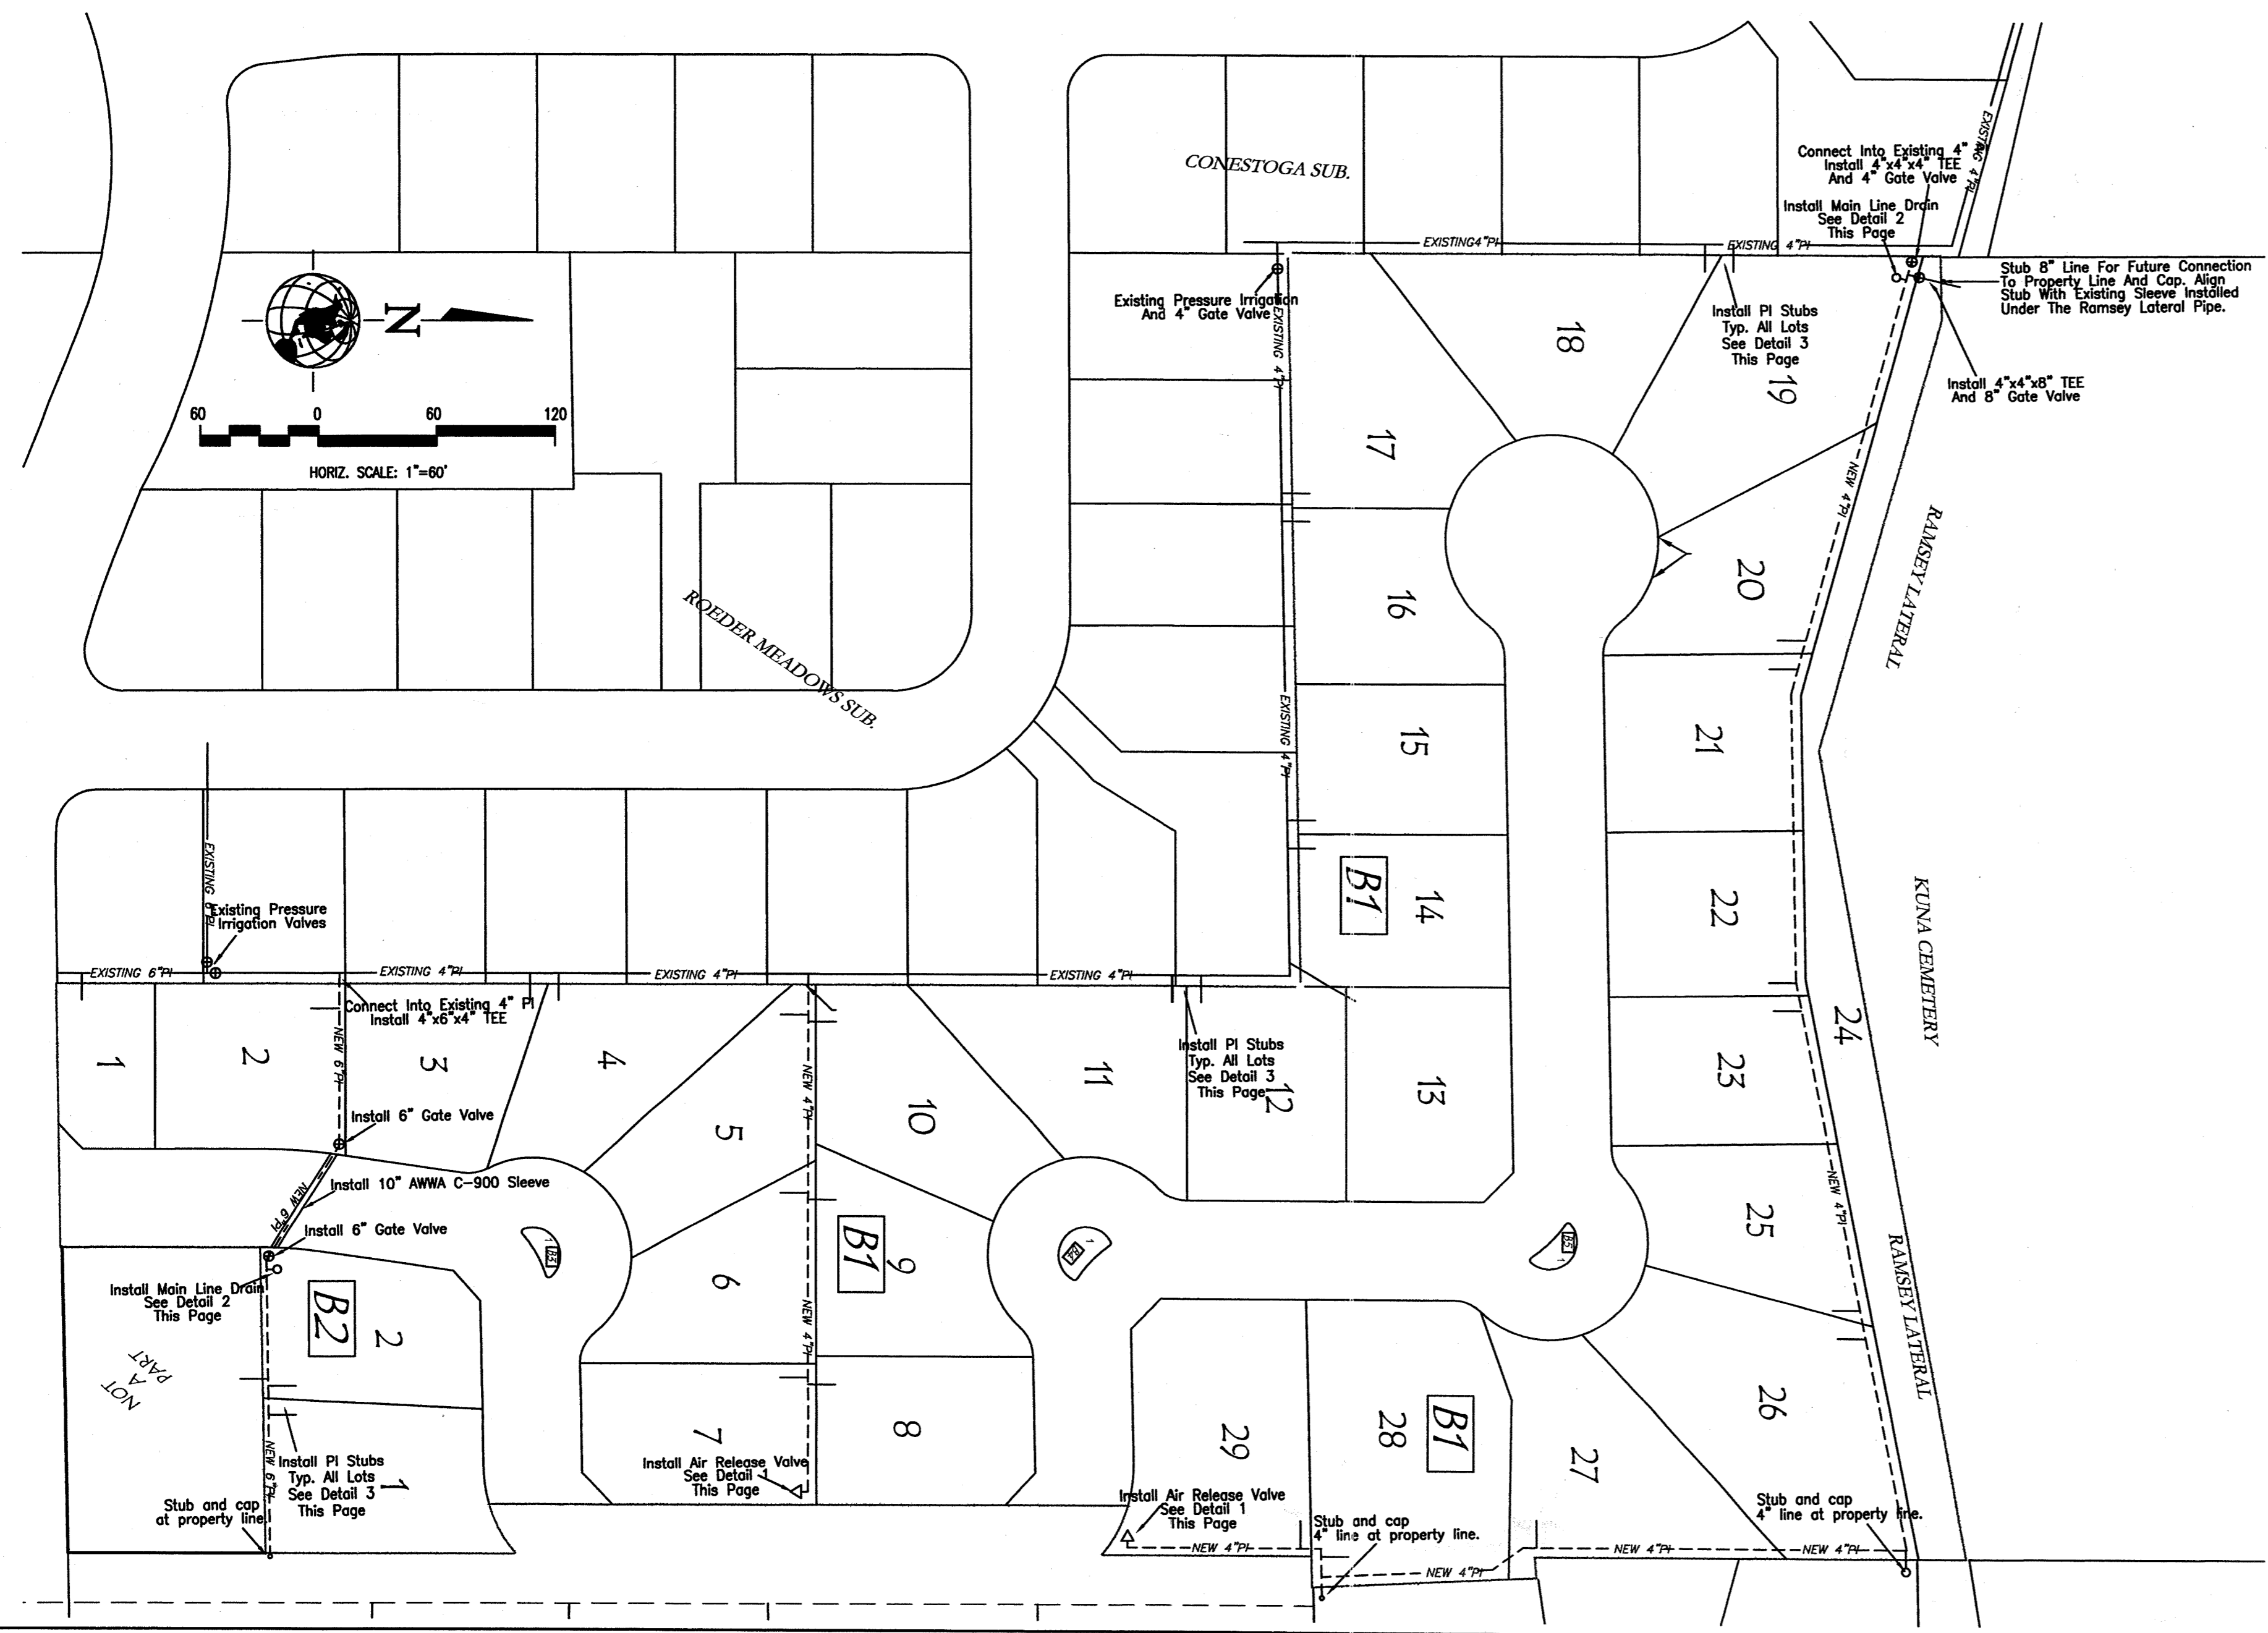 CONESTOGA SUB.
EXISTING 4"PI
Connect Into Existing 4"
Install 4"x4"x4" TEE
And 4" Gate Valve
Install Main Line Drain
See Detail 2
This Page
EXISTING4"PI
EXISTING 4"PI
Stub 8" Line For Future Connection
To Property Line And Cap. Align
Stub With Existing Sleeve Installed
Under The Ramsey Lateral Pipe.
Existing Pressure Irrigation
And 4" Gate Valve
EXISTING 4"PI
Install PI Stubs
Typ. All Lots
See Detail 3
This Page
Install 4"x4"x8" TEE
And 8" Gate Valve
N
60 0 60 120
HORIZ. SCALE: 1"=60'
18
19
17
NEW 4"PI
RAMSEY LATERAL
20
16
ROEDER MEADOWS SUB.
EXISTING 4"PI
15
21
B1
14
22
KUNA CEMETERY
EXISTING 6"PI
Existing Pressure
Irrigation Valves
EXISTING 6"PI
EXISTING 4"PI
EXISTING 4"PI
EXISTING 4"PI
Connect Into Existing 4" PI
Install 4"x6"x4" TEE
24
1
2
NEW 6"PI
3
4
NEW 4"PI
11
Install PI Stubs
Typ. All Lots
See Detail 3
This Page
12
13
23
5
10
Install 6" Gate Valve
Install 10" AWWA C-900 Sleeve
NEW 6"PI
Install 6" Gate Valve
NEW 4"PI
25
1 B3
B1
9
1 B4
B5 1
RAMSEY LATERAL
Install Main Line Drain
See Detail 2
This Page
B2
2
6
NEW 4"PI
NOT
A
PART
26
7
8
29
28
B1
27
NEW 6"PI
Install PI Stubs
Typ. All Lots
See Detail 3
This Page
1
Install Air Release Valve
See Detail 1
This Page
Stub and cap
at property line
Install Air Release Valve
See Detail 1
This Page
Stub and cap
4" line at property line.
Stub and cap
4" line at property line.
NEW 4"PI
NEW 4"PI
NEW 4"PI
NEW 4"PI